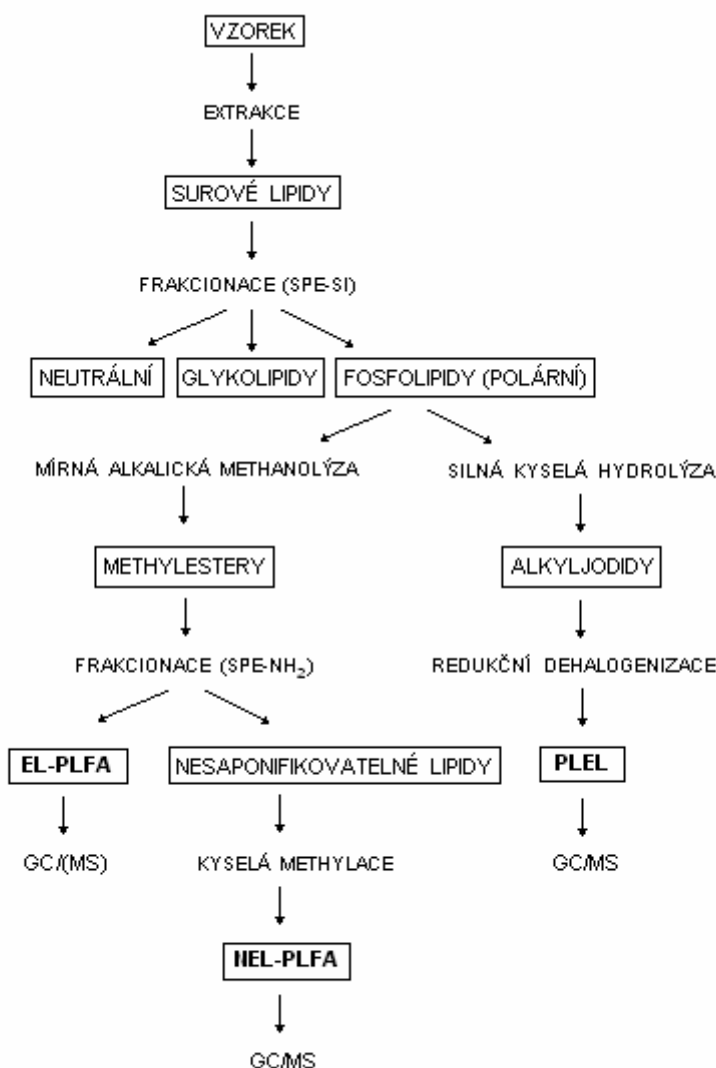 VZOREK
EXTRAKCE
SUROVÉ LIPIDY
FRAKCIONACE (SPE-SI)
NEUTRÁLNÍ GLYKOLIPIDY FOSFOLIPIDY (POLÁRNÍ)
MÍRNÁ ALKALICKÁ METHANOLÝZA SILNÁ KYSELÁ HYDROLÝZA
METHYLESTERY ALKYLJODIDY
FRAKCIONACE (SPE-NH₂) REDUKČNÍ DEHALOGENIZACE
EL-PLFA NESAPONIFIKOVATELNÉ LIPIDY PLEL
GC/(MS) KYSELÁ METHYLACE GC/MS
NEL-PLFA
GC/MS